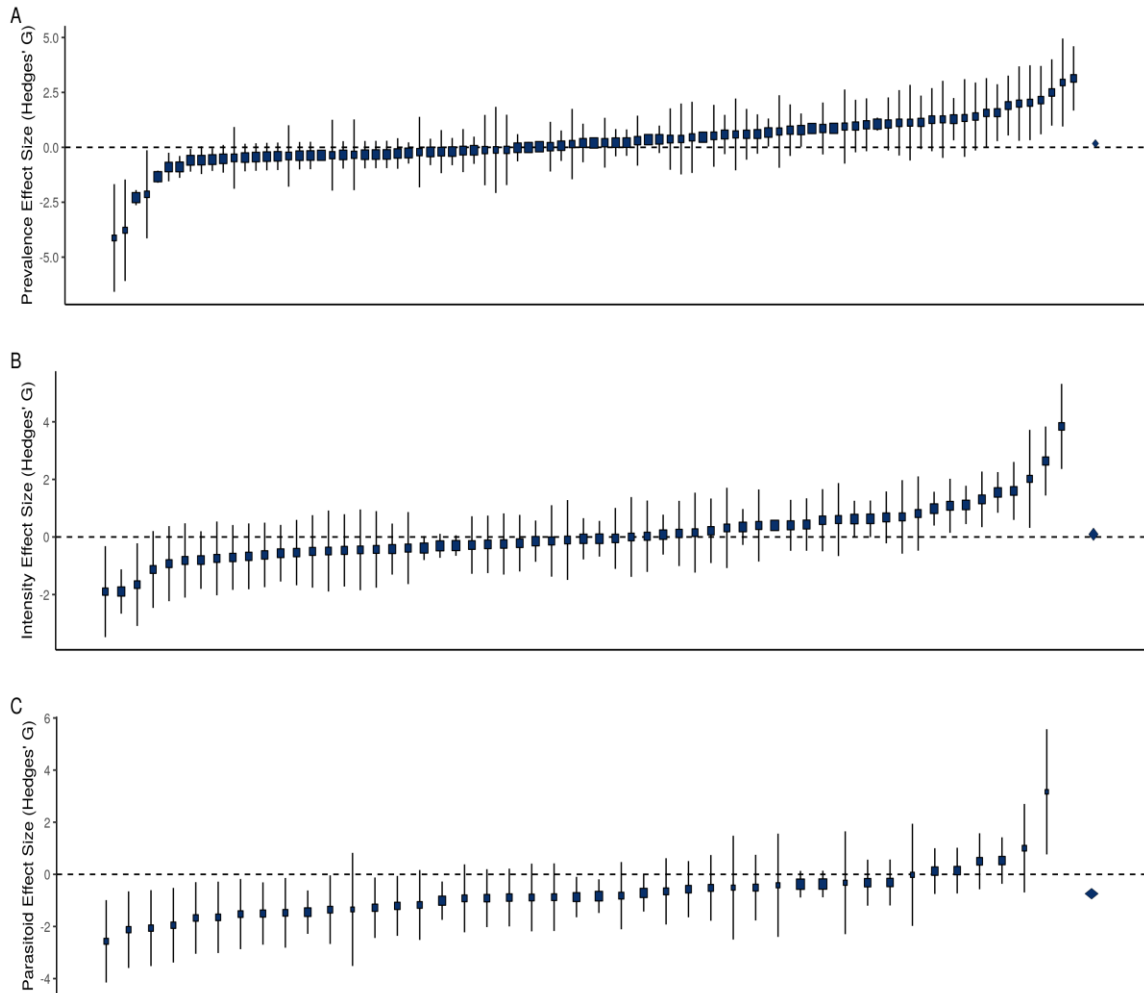 A
Prevalence Effect Size (Hedges' G)
5.0
2.5
0.0
-2.5
-5.0
B
Intensity Effect Size (Hedges' G)
4
2
0
-2
C
Parasitoid Effect Size (Hedges' G)
6
4
2
0
-2
-4